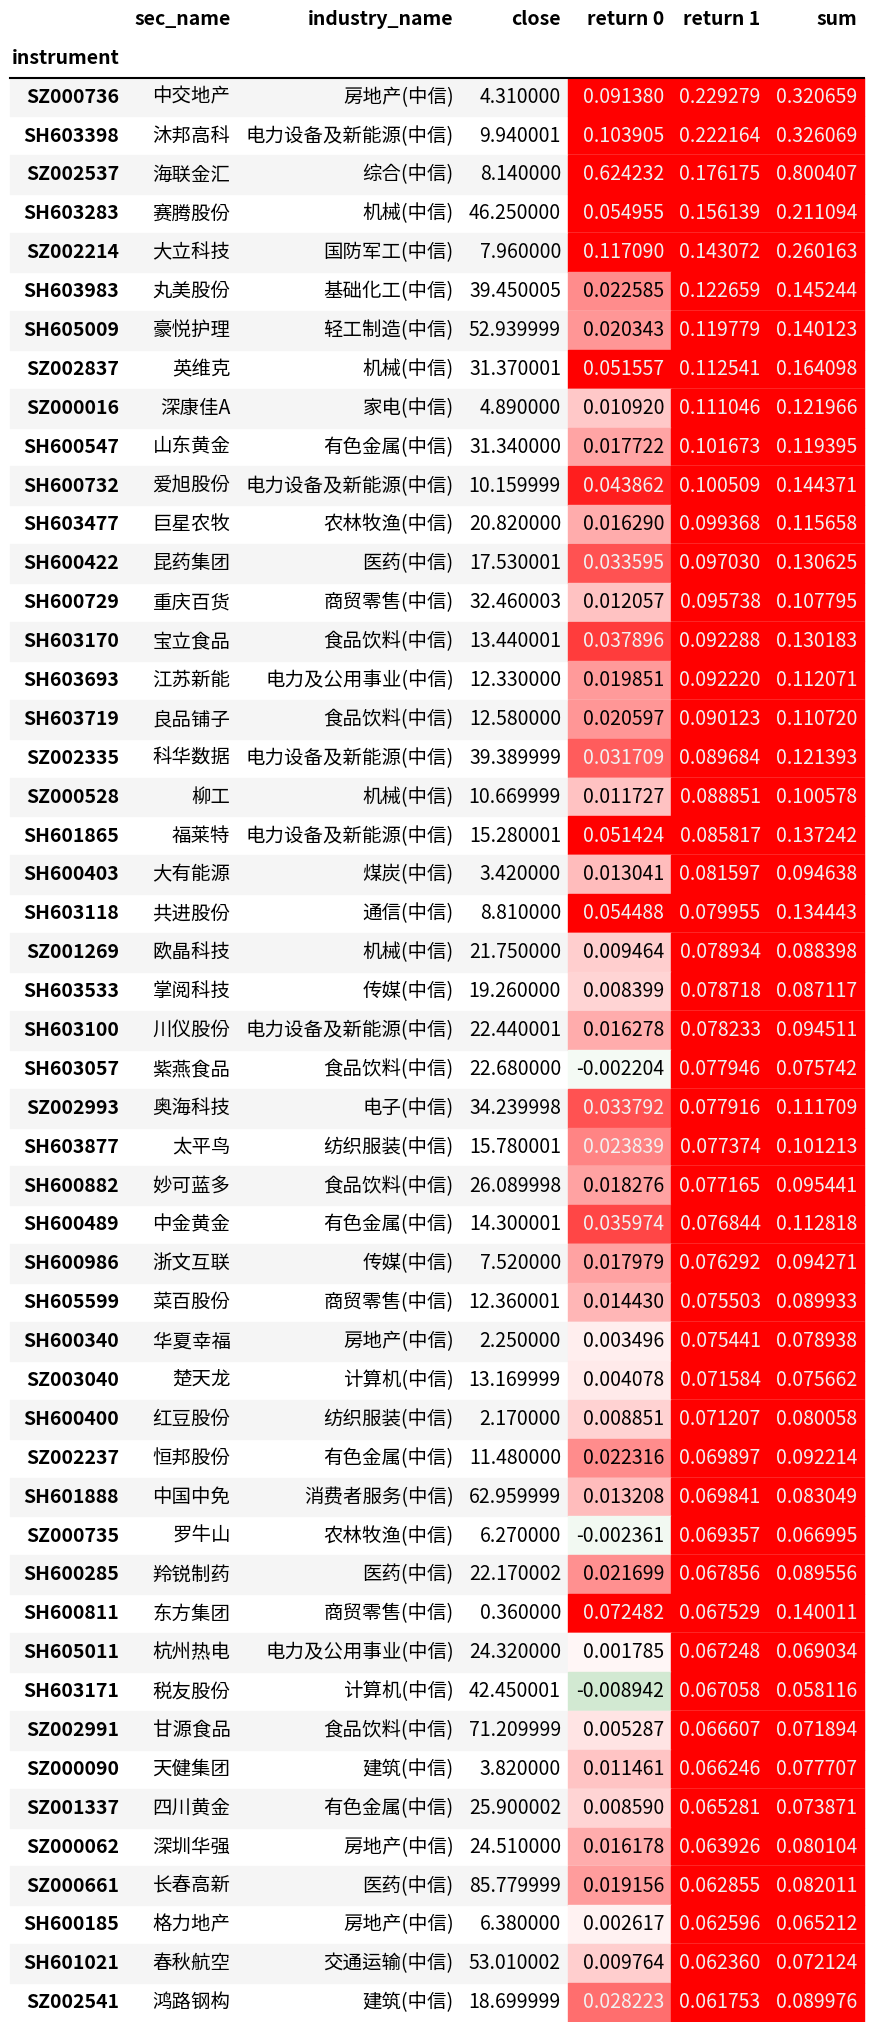 sec_name industry_name close return 0 return 1 sum
instrument
SZ000736 中交地产 房地产(中信) 4.310000 0.091380 0.229279 0.320659
SH603398 沐邦高科 电力设备及新能源(中信) 9.940001 0.103905 0.222164 0.326069
SZ002537 海联金汇 综合(中信) 8.140000 0.624232 0.176175 0.800407
SH603283 赛腾股份 机械(中信) 46.250000 0.054955 0.156139 0.211094
SZ002214 大立科技 国防军工(中信) 7.960000 0.117090 0.143072 0.260163
SH603983 丸美股份 基础化工(中信) 39.450005 0.022585 0.122659 0.145244
SH605009 豪悦护理 轻工制造(中信) 52.939999 0.020343 0.119779 0.140123
SZ002837 英维克 机械(中信) 31.370001 0.051557 0.112541 0.164098
SZ000016 深康佳A 家电(中信) 4.890000 0.010920 0.111046 0.121966
SH600547 山东黄金 有色金属(中信) 31.340000 0.017722 0.101673 0.119395
SH600732 爱旭股份 电力设备及新能源(中信) 10.159999 0.043862 0.100509 0.144371
SH603477 巨星农牧 农林牧渔(中信) 20.820000 0.016290 0.099368 0.115658
SH600422 昆药集团 医药(中信) 17.530001 0.033595 0.097030 0.130625
SH600729 重庆百货 商贸零售(中信) 32.460003 0.012057 0.095738 0.107795
SH603170 宝立食品 食品饮料(中信) 13.440001 0.037896 0.092288 0.130183
SH603693 江苏新能 电力及公用事业(中信) 12.330000 0.019851 0.092220 0.112071
SH603719 良品铺子 食品饮料(中信) 12.580000 0.020597 0.090123 0.110720
SZ002335 科华数据 电力设备及新能源(中信) 39.389999 0.031709 0.089684 0.121393
SZ000528 柳工 机械(中信) 10.669999 0.011727 0.088851 0.100578
SH601865 福莱特 电力设备及新能源(中信) 15.280001 0.051424 0.085817 0.137242
SH600403 大有能源 煤炭(中信) 3.420000 0.013041 0.081597 0.094638
SH603118 共进股份 通信(中信) 8.810000 0.054488 0.079955 0.134443
SZ001269 欧晶科技 机械(中信) 21.750000 0.009464 0.078934 0.088398
SH603533 掌阅科技 传媒(中信) 19.260000 0.008399 0.078718 0.087117
SH603100 川仪股份 电力设备及新能源(中信) 22.440001 0.016278 0.078233 0.094511
SH603057 紫燕食品 食品饮料(中信) 22.680000 -0.002204 0.077946 0.075742
SZ002993 奥海科技 电子(中信) 34.239998 0.033792 0.077916 0.111709
SH603877 太平鸟 纺织服装(中信) 15.780001 0.023839 0.077374 0.101213
SH600882 妙可蓝多 食品饮料(中信) 26.089998 0.018276 0.077165 0.095441
SH600489 中金黄金 有色金属(中信) 14.300001 0.035974 0.076844 0.112818
SH600986 浙文互联 传媒(中信) 7.520000 0.017979 0.076292 0.094271
SH605599 菜百股份 商贸零售(中信) 12.360001 0.014430 0.075503 0.089933
SH600340 华夏幸福 房地产(中信) 2.250000 0.003496 0.075441 0.078938
SZ003040 楚天龙 计算机(中信) 13.169999 0.004078 0.071584 0.075662
SH600400 红豆股份 纺织服装(中信) 2.170000 0.008851 0.071207 0.080058
SZ002237 恒邦股份 有色金属(中信) 11.480000 0.022316 0.069897 0.092214
SH601888 中国中免 消费者服务(中信) 62.959999 0.013208 0.069841 0.083049
SZ000735 罗牛山 农林牧渔(中信) 6.270000 -0.002361 0.069357 0.066995
SH600285 羚锐制药 医药(中信) 22.170002 0.021699 0.067856 0.089556
SH600811 东方集团 商贸零售(中信) 0.360000 0.072482 0.067529 0.140011
SH605011 杭州热电 电力及公用事业(中信) 24.320000 0.001785 0.067248 0.069034
SH603171 税友股份 计算机(中信) 42.450001 -0.008942 0.067058 0.058116
SZ002991 甘源食品 食品饮料(中信) 71.209999 0.005287 0.066607 0.071894
SZ000090 天健集团 建筑(中信) 3.820000 0.011461 0.066246 0.077707
SZ001337 四川黄金 有色金属(中信) 25.900002 0.008590 0.065281 0.073871
SZ000062 深圳华强 房地产(中信) 24.510000 0.016178 0.063926 0.080104
SZ000661 长春高新 医药(中信) 85.779999 0.019156 0.062855 0.082011
SH600185 格力地产 房地产(中信) 6.380000 0.002617 0.062596 0.065212
SH601021 春秋航空 交通运输(中信) 53.010002 0.009764 0.062360 0.072124
SZ002541 鸿路钢构 建筑(中信) 18.699999 0.028223 0.061753 0.089976